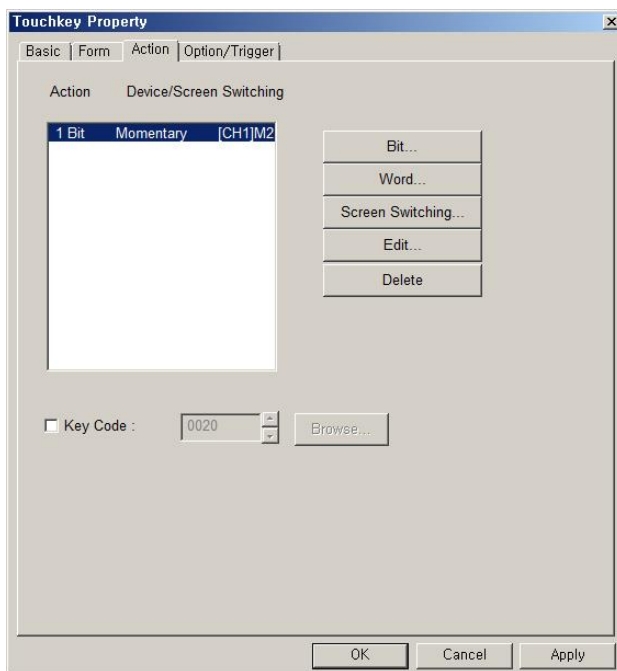 Touchkey Property
Basic Form Action Option/Trigger
Action Device/Screen Switching
1 Bit Momentary [CH1]M2
Bit...
Word...
Screen Switching...
Edit...
Delete
Key Code : 0020 Browse...
OK Cancel Apply